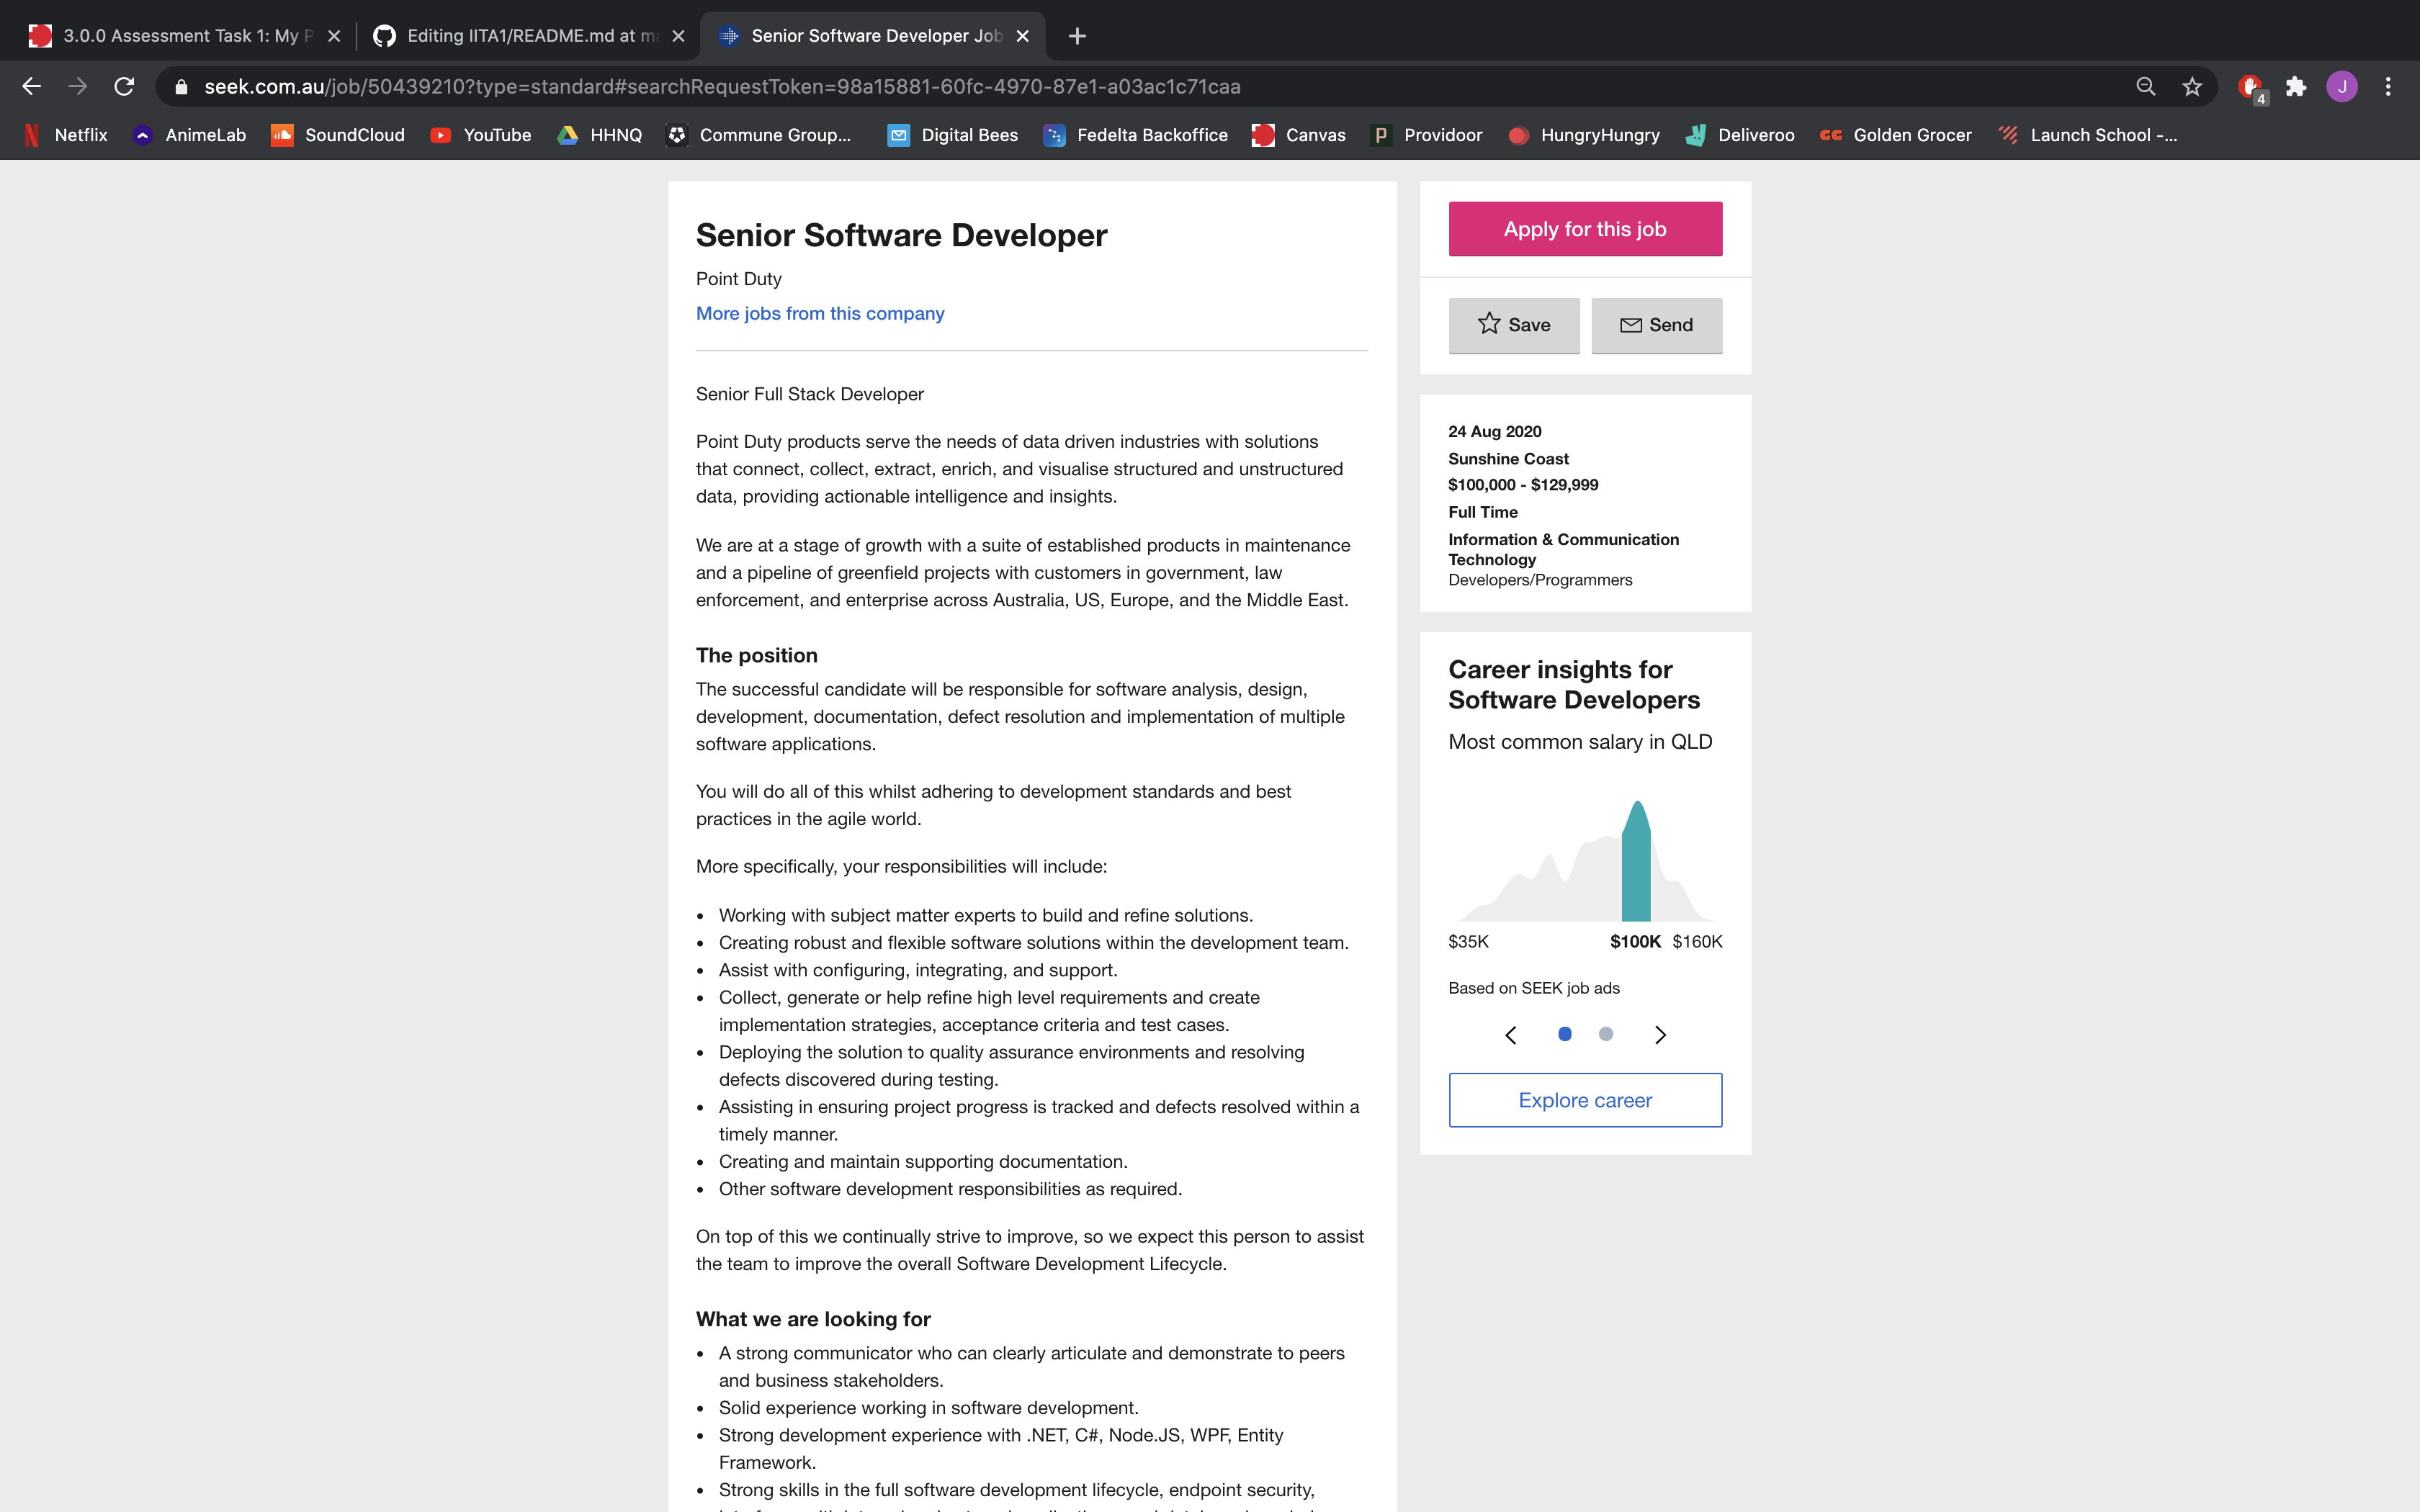 3.0.0 Assessment Task 1: My P
Editing IITA1/README.md at ma
Senior Software Developer Job
seek.com.au/job/50439210?type=standard#searchRequestToken=98a15881-60fc-4970-87e1-a03ac1c71caa
4
J
Netflix
AnimeLab
SoundCloud
YouTube
HHNQ
Commune Group...
Digital Bees
Fedelta Backoffice
Canvas
Providoor
HungryHungry
Deliveroo
Golden Grocer
Launch School -...
Senior Software Developer
Point Duty
More jobs from this company
Senior Full Stack Developer
Point Duty products serve the needs of data driven industries with solutions
that connect, collect, extract, enrich, and visualise structured and unstructured
data, providing actionable intelligence and insights.
We are at a stage of growth with a suite of established products in maintenance
and a pipeline of greenfield projects with customers in government, law
enforcement, and enterprise across Australia, US, Europe, and the Middle East.
The position
The successful candidate will be responsible for software analysis, design,
development, documentation, defect resolution and implementation of multiple
software applications.
You will do all of this whilst adhering to development standards and best
practices in the agile world.
More specifically, your responsibilities will include:
• Working with subject matter experts to build and refine solutions.
• Creating robust and flexible software solutions within the development team.
• Assist with configuring, integrating, and support.
• Collect, generate or help refine high level requirements and create
implementation strategies, acceptance criteria and test cases.
• Deploying the solution to quality assurance environments and resolving
defects discovered during testing.
• Assisting in ensuring project progress is tracked and defects resolved within a
timely manner.
• Creating and maintain supporting documentation.
• Other software development responsibilities as required.
On top of this we continually strive to improve, so we expect this person to assist
the team to improve the overall Software Development Lifecycle.
What we are looking for
• A strong communicator who can clearly articulate and demonstrate to peers
and business stakeholders.
• Solid experience working in software development.
• Strong development experience with .NET, C#, Node.JS, WPF, Entity
Framework.
• Strong skills in the full software development lifecycle, endpoint security,
Apply for this job
Save
Send
24 Aug 2020
Sunshine Coast
$100,000 - $129,999
Full Time
Information & Communication
Technology
Developers/Programmers
Career insights for
Software Developers
Most common salary in QLD
$35K
$100K
$160K
Based on SEEK job ads
Explore career